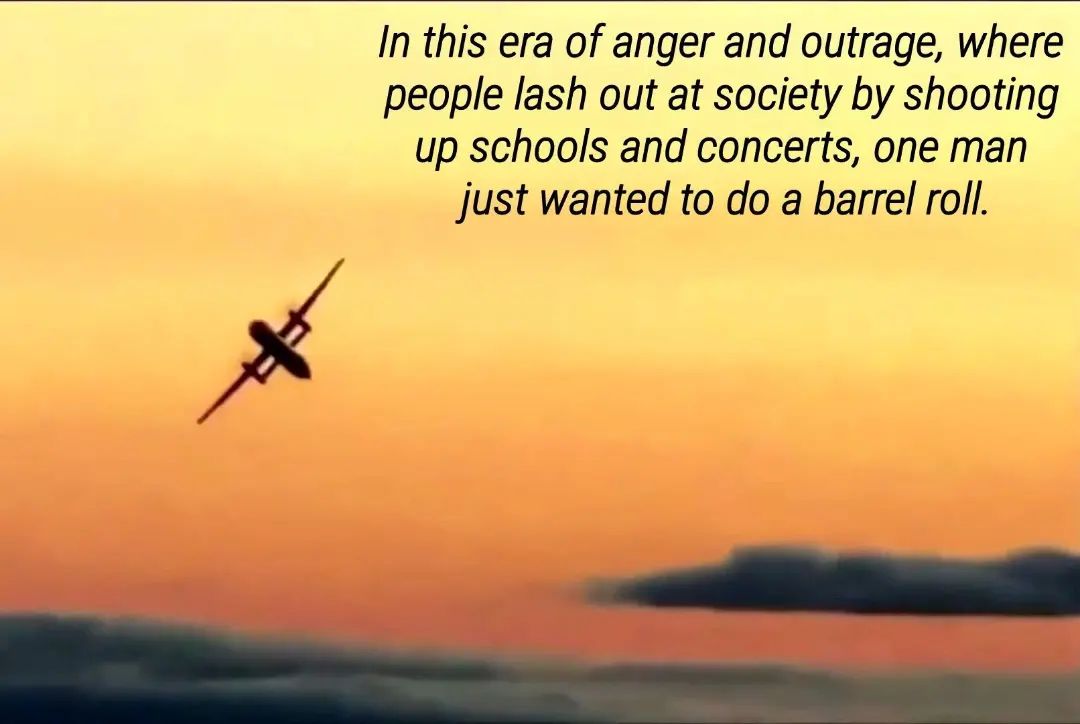 In this era of anger and outrage, where
people lash out at society by shooting
up schools and concerts, one man
just wanted to do a barrel roll.